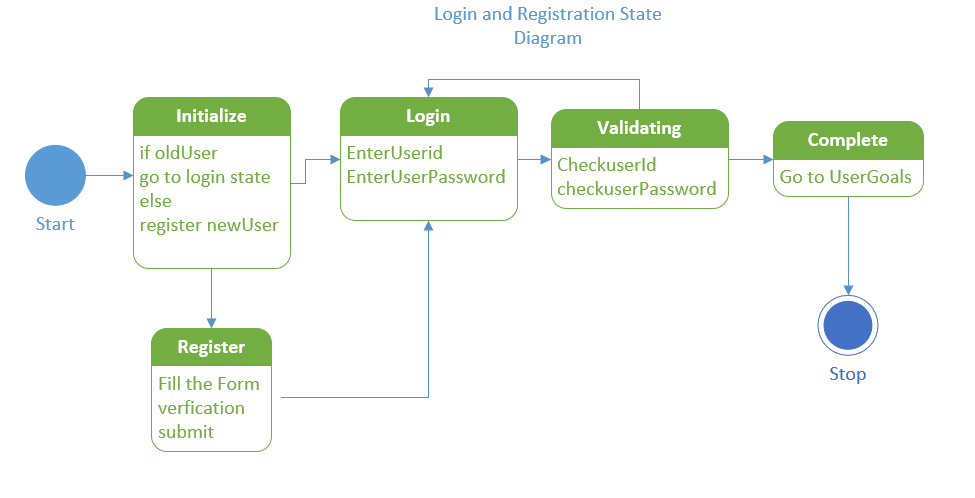 Login and Registration State
Diagram
Start
Initialize
if oldUser
go to login state
else
register newUser
Login
EnterUserid
EnterUserPassword
Validating
CheckuserId
checkuserPassword
Complete
Go to UserGoals
Register
Fill the Form
verfication
submit
Stop